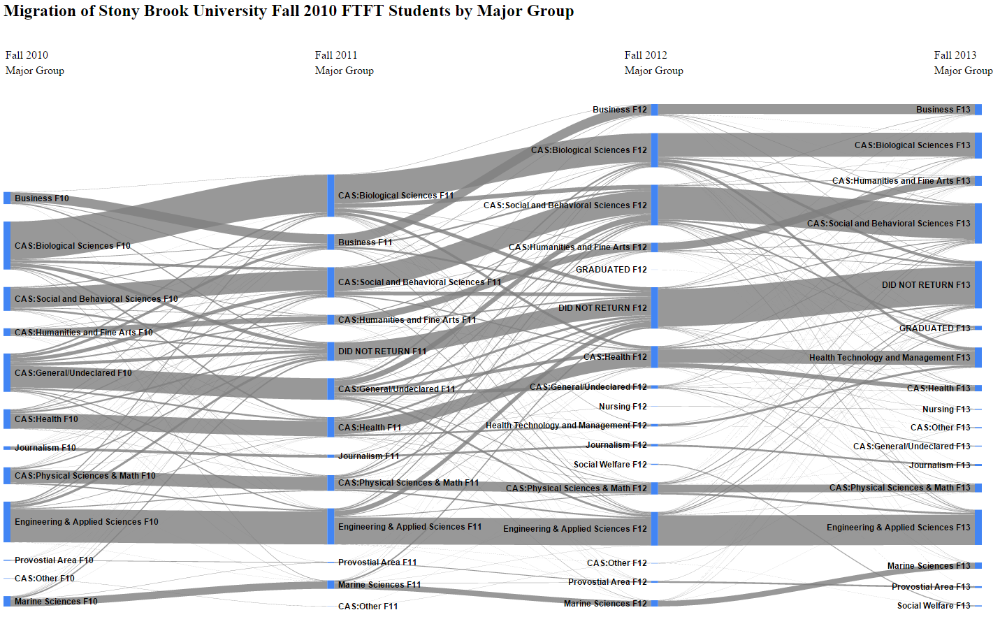 Migration of Stony Brook University Fall 2010 FTFT Students by Major Group
Fall 2010
Major Group
Fall 2011
Major Group
Fall 2012
Major Group
Fall 2013
Major Group
Business F10
CAS:Biological Sciences F10
CAS:Social and Behavioral Sciences F10
CAS:Humanities and Fine Arts F10
CAS:General/Undeclared F10
CAS:Health F10
Journalism F10
CAS:Physical Sciences & Math F10
Engineering & Applied Sciences F10
Provostial Area F10
CAS:Other F10
Marine Sciences F10
CAS:Biological Sciences F11
Business F11
CAS:Social and Behavioral Sciences F11
CAS:Humanities and Fine Arts F11
DID NOT RETURN F11
CAS:General/Undeclared F11
CAS:Health F11
Journalism F11
CAS:Physical Sciences & Math F11
Engineering & Applied Sciences F11
Provostial Area F11
Marine Sciences F11
CAS:Other F11
Business F12
CAS:Biological Sciences F12
CAS:Social and Behavioral Sciences F12
CAS:Humanities and Fine Arts F12
GRADUATED F12
DID NOT RETURN F12
CAS:Health F12
CAS:General/Undeclared F12
Nursing F12
Health Technology and Management F12
Journalism F12
Social Welfare F12
CAS:Physical Sciences & Math F12
Engineering & Applied Sciences F12
CAS:Other F12
Provostial Area F12
Marine Sciences F12
Business F13
CAS:Biological Sciences F13
CAS:Humanities and Fine Arts F13
CAS:Social and Behavioral Sciences F13
DID NOT RETURN F13
GRADUATED F13
Health Technology and Management F13
CAS:Health F13
Nursing F13
CAS:Other F13
CAS:General/Undeclared F13
Journalism F13
CAS:Physical Sciences & Math F13
Engineering & Applied Sciences F13
Marine Sciences F13
Provostial Area F13
Social Welfare F13